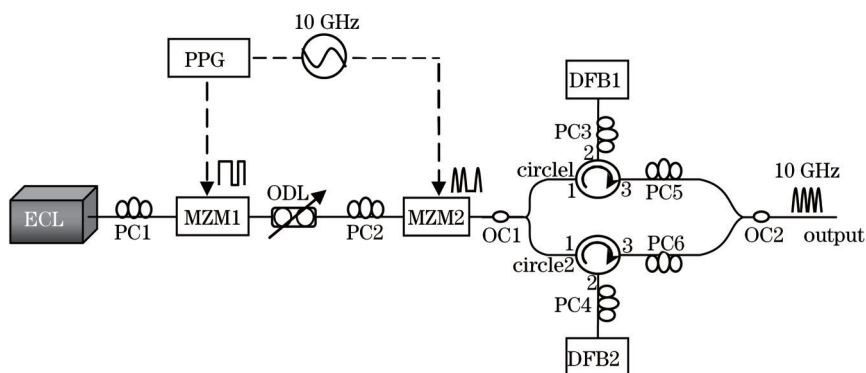 10 GHz
PPG
DFB1
PC3
2
circle1
1
3
PC5
ODL
10 GHz
ECL
PC1
MZM1
PC2
MZM2
OC1
OC2
output
1
3
PC6
circle2
2
PC4
DFB2